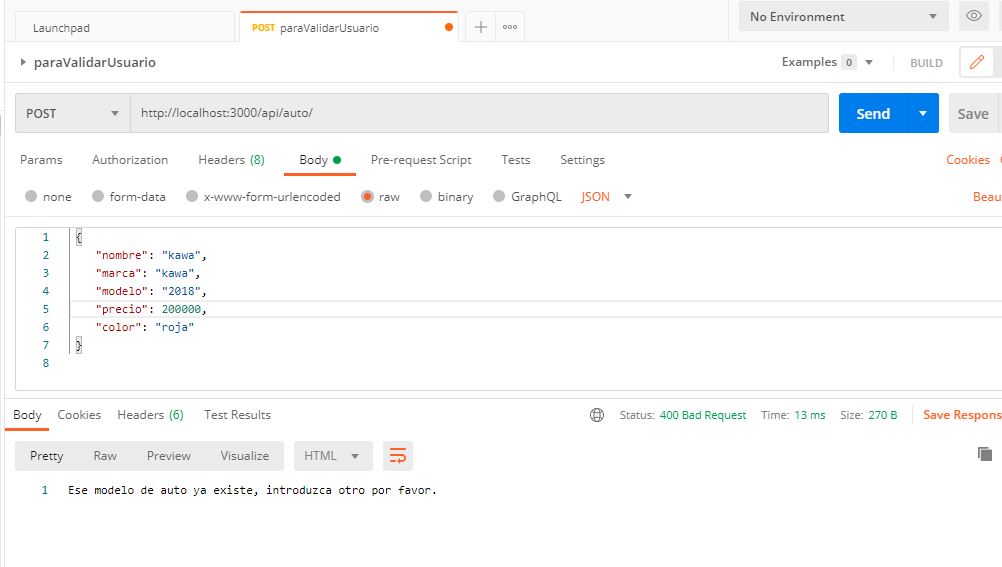 Launchpad
POST paraValidarUsuario
No Environment
paraValidarUsuario
Examples 0
BUILD
POST
http://localhost:3000/api/auto/
Send
Save
Params Authorization Headers (8) Body Pre-request Script Tests Settings Cookies
none form-data x-www-form-urlencoded raw binary GraphQL JSON Beau
1 {
2 "nombre": "kawa",
3 "marca": "kawa",
4 "modelo": "2018",
5 "precio": 200000,
6 "color": "roja"
7 }
8
Body Cookies Headers (6) Test Results Status: 400 Bad Request Time: 13 ms Size: 270 B Save Respons
Pretty Raw Preview Visualize HTML
1 Ese modelo de auto ya existe, introduzca otro por favor.